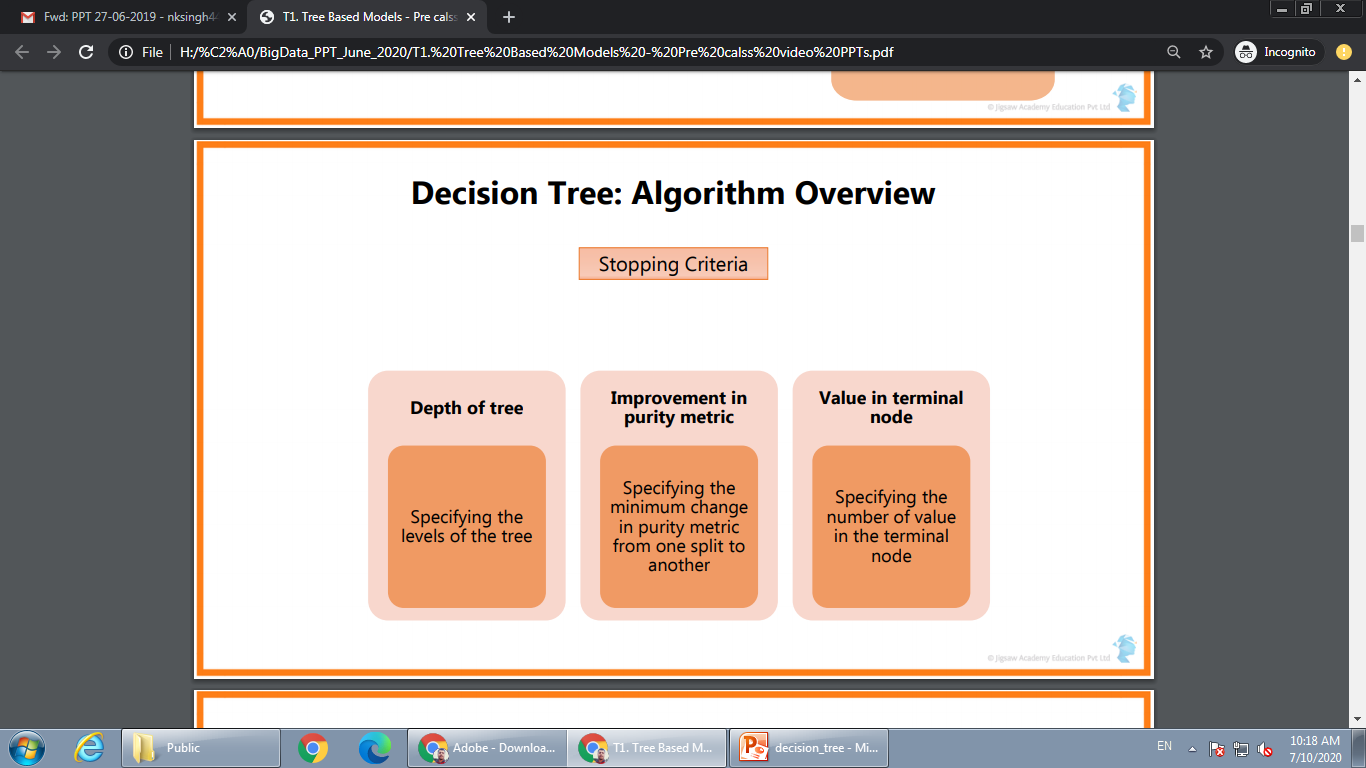 Fwd: PPT 27-06-2019 - nksingh44
T1. Tree Based Models - Pre calss
File
H:/%C2%A0/BigData_PPT_June_2020/T1.%20Tree%20Based%20Models%20-%20Pre%20calss%20video%20PPTs.pdf
Incognito
© Jigsaw Academy Education Pvt Ltd
Decision Tree: Algorithm Overview
Stopping Criteria
Depth of tree
Specifying the
levels of the tree
Improvement in
purity metric
Specifying the
minimum change
in purity metric
from one split to
another
Value in terminal
node
Specifying the
number of value
in the terminal
node
© Jigsaw Academy Education Pvt Ltd
Public
Adobe - Downloa...
T1. Tree Based M...
decision_tree - Mi...
EN
10:18 AM
7/10/2020